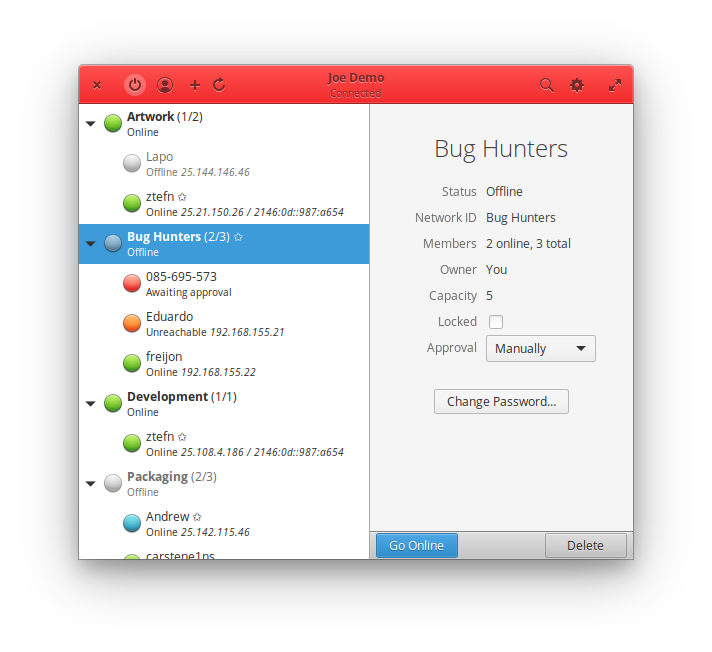 Joe Demo
Connected
Artwork (1/2)
Online
Lapo
Offline 25.144.146.46
ztefn ✩
Online 25.21.150.26 / 2146:0d::987:a654
Bug Hunters (2/3) ✩
Offline
085-695-573
Awaiting approval
Eduardo
Unreachable 192.168.155.21
freijon
Online 192.168.155.22
Development (1/1)
Online
ztefn ✩
Online 25.108.4.186 / 2146:0d::987:a654
Packaging (2/3)
Offline
Andrew ✩
Online 25.142.115.46
carstene1ns
Bug Hunters
Status Offline
Network ID Bug Hunters
Members 2 online, 3 total
Owner You
Capacity 5
Locked
Approval Manually
Change Password...
Go Online
Delete